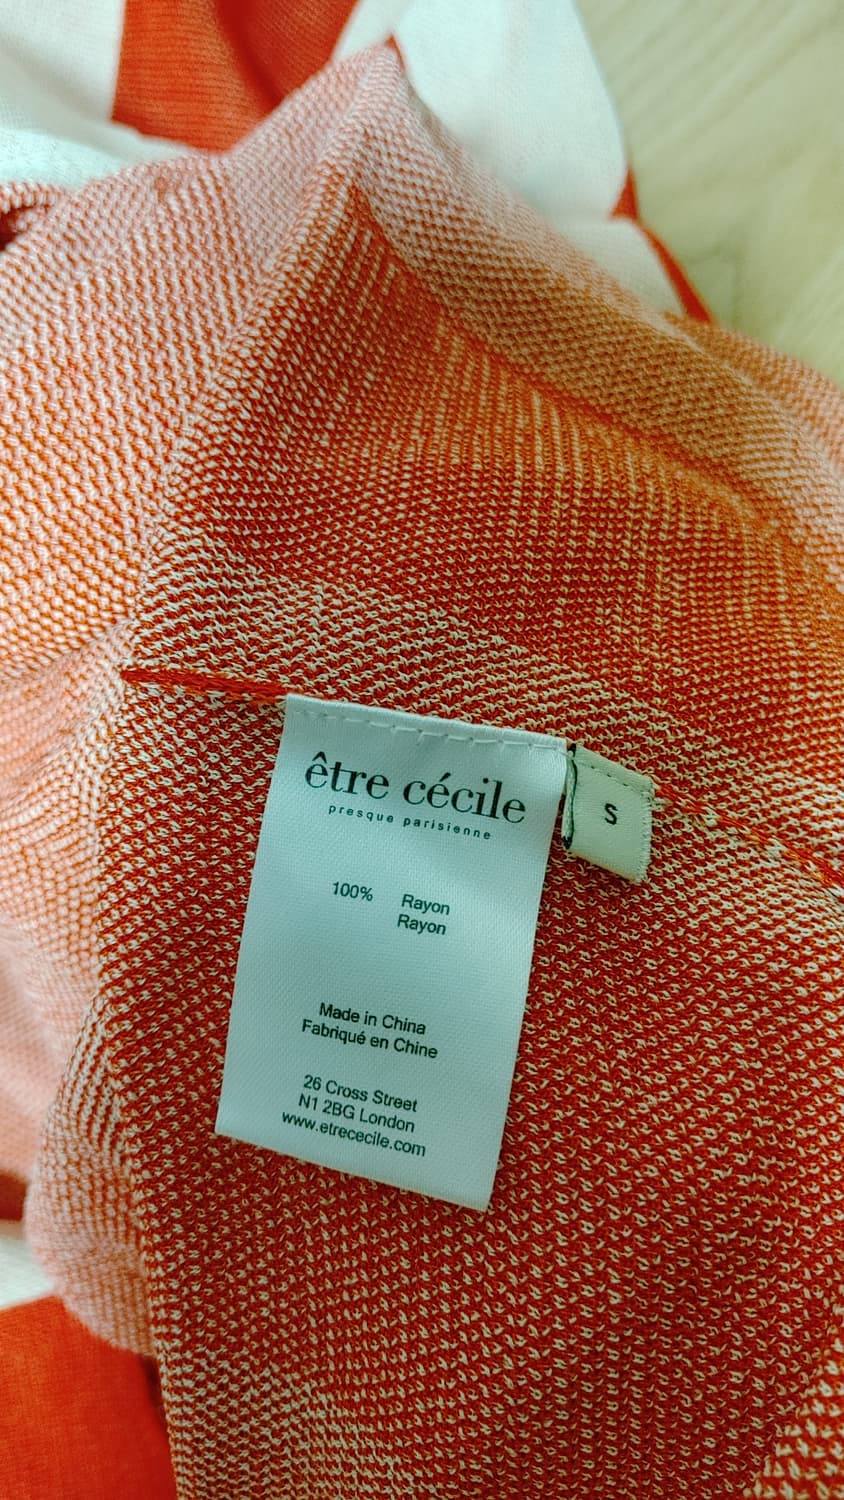 être cécile
presque parisienne
S
100% Rayon
Rayon
Made in China
Fabriqué en Chine
26 Cross Street
N1 2BG London
www.etrececile.com